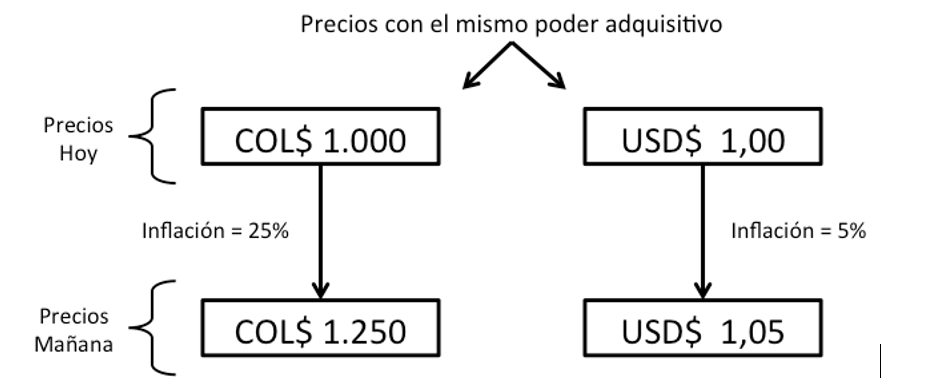 Precios con el mismo poder adquisitivo
Precios
Hoy
COL$ 1.000
USD$ 1,00
Inflación = 25%
Inflación = 5%
Precios
Mañana
COL$ 1.250
USD$ 1,05